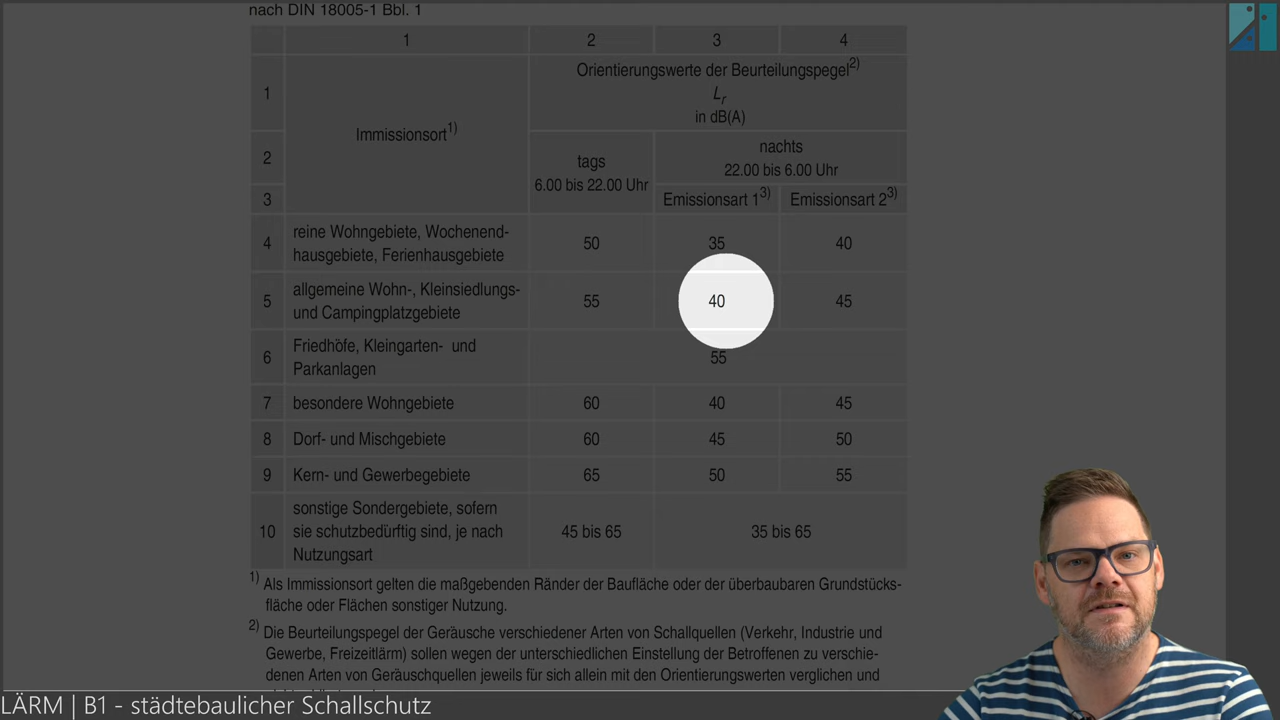 nach DIN 18005-1 Bbl. 1
1 2 3 4
1 Immissionsort1) Orientierungswerte der Beurteilungspegel2)
Lr
in dB(A)
2 tags
6.00 bis 22.00 Uhr
nachts
22.00 bis 6.00 Uhr
3 Emissionsart 13) Emissionsart 23)
4 reine Wohngebiete, Wochenend-
hausgebiete, Ferienhausgebiete 50 35 40
5 allgemeine Wohn-, Kleinsiedlungs-
und Campingplatzgebiete 55 40 45
6 Friedhöfe, Kleingarten- und
Parkanlagen 55
7 besondere Wohngebiete 60 40 45
8 Dorf- und Mischgebiete 60 45 50
9 Kern- und Gewerbegebiete 65 50 55
10 sonstige Sondergebiete, sofern
sie schutzbedürftig sind, je nach
Nutzungsart 45 bis 65 35 bis 65
1) Als Immissionsort gelten die maßgebenden Ränder der Baufläche oder der überbaubaren Grundstücks-
fläche oder Flächen sonstiger Nutzung.
2) Die Beurteilungspegel der Geräusche verschiedener Arten von Schallquellen (Verkehr, Industrie und
Gewerbe, Freizeitlärm) sollen wegen der unterschiedlichen Einstellung der Betroffenen zu verschie-
denen Arten von Geräuschquellen jeweils für sich allein mit den Orientierungswerten verglichen und
LÄRM | B1 - städtebaulicher Schallschutz